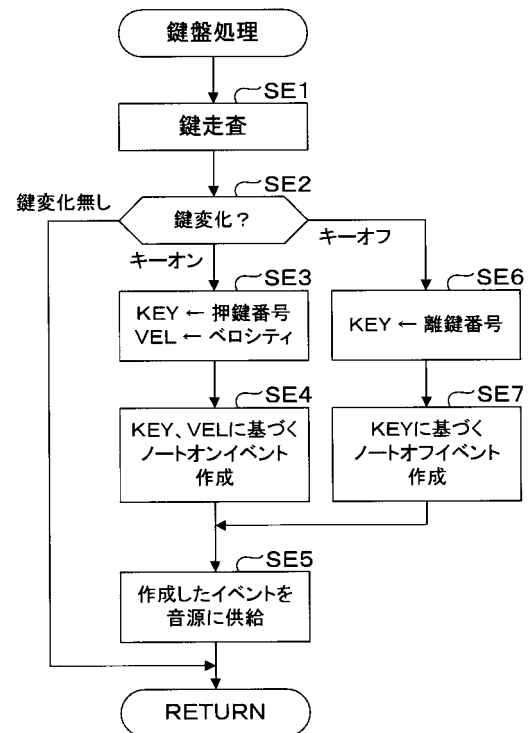 鍵盤処理
SE1
鍵走査
SE2
鍵変化無し
鍵変化？
キーオフ
キーオン
SE3
KEY ← 押鍵番号
VEL ← ベロシティ
SE6
KEY ← 離鍵番号
SE4
KEY、VELに基づく
ノートオンイベント
作成
SE7
KEYに基づく
ノートオフイベント
作成
SE5
作成したイベントを
音源に供給
RETURN